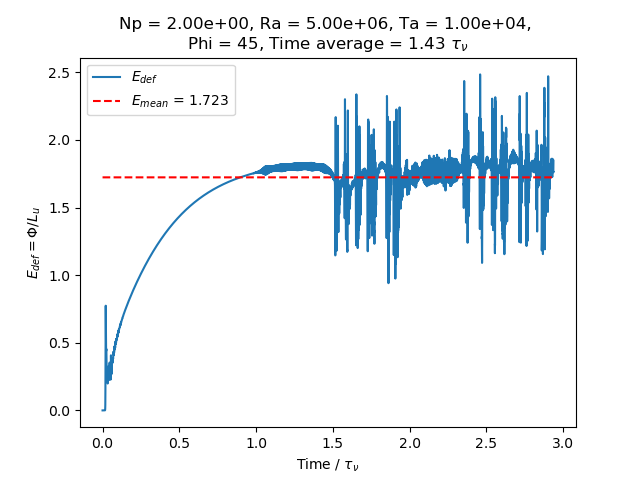 Np = 2.00e+00, Ra = 5.00e+06, Ta = 1.00e+04,
Phi = 45, Time average = 1.43 τ_ν
E_def
E_mean = 1.723
2.5
2.0
1.5
1.0
0.5
0.0
E_def = Φ/L_u
0.0 0.5 1.0 1.5 2.0 2.5 3.0
Time / τ_ν